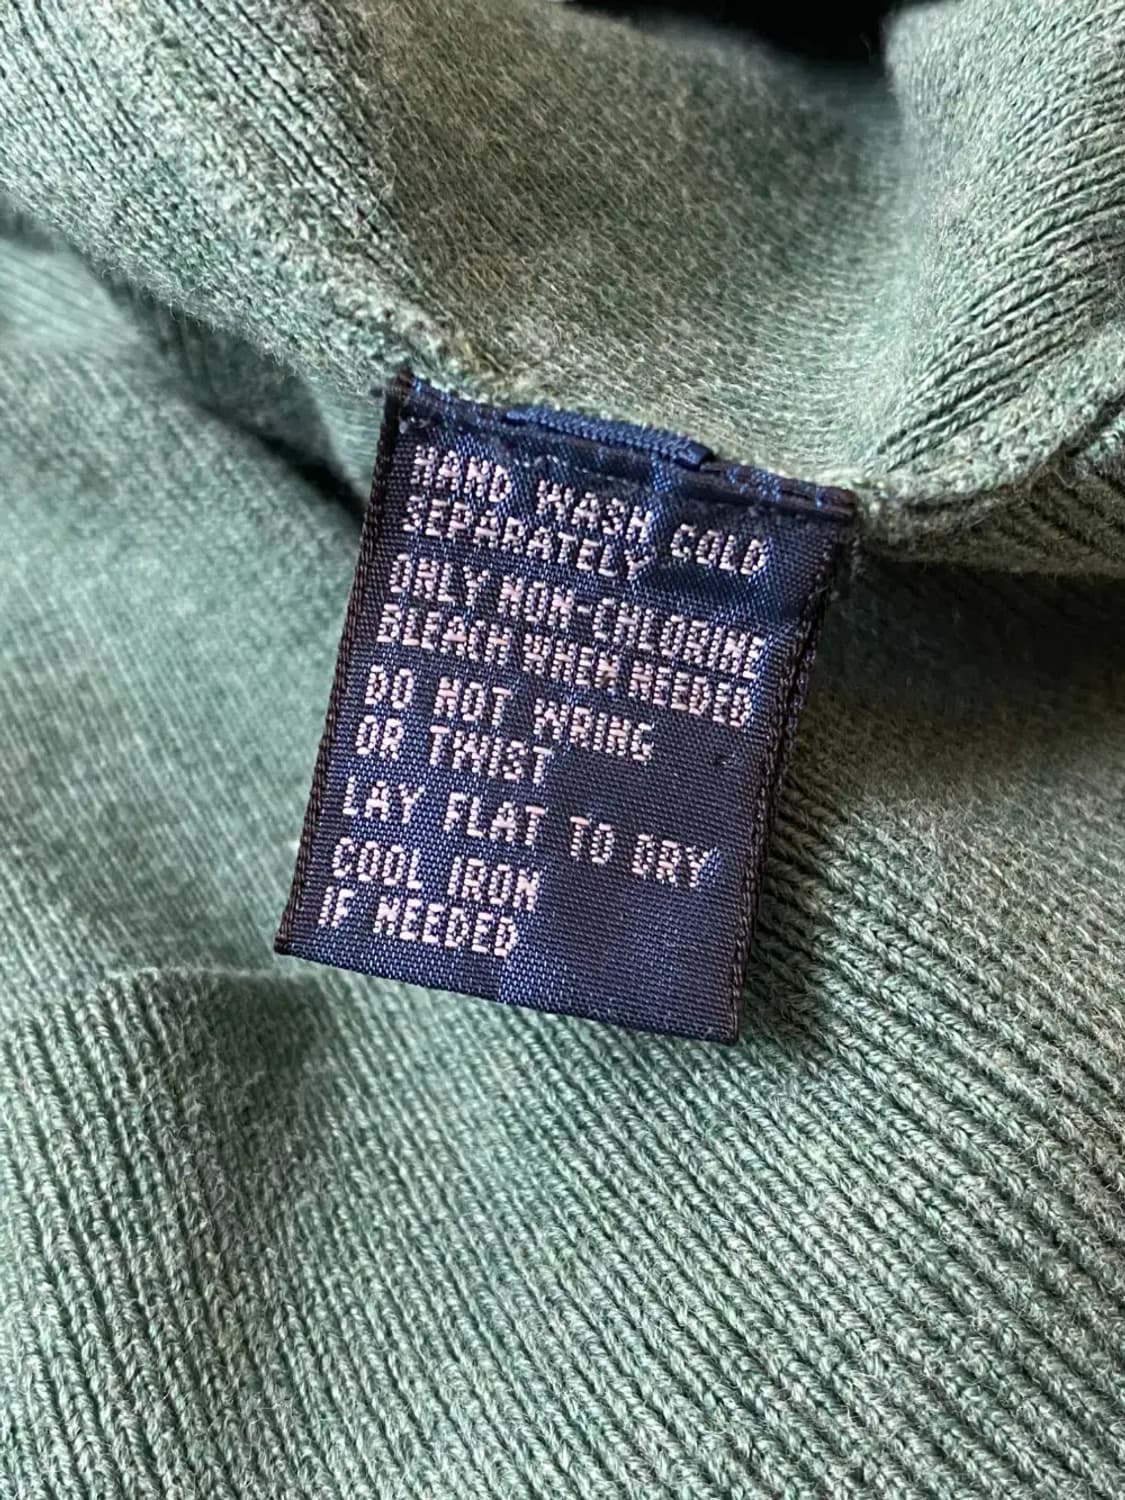 HAND WASH COLD
SEPARATELY
ONLY NON-CHLORINE
BLEACH WHEN NEEDED
DO NOT WRING
OR TWIST
LAY FLAT TO DRY
COOL IRON
IF NEEDED